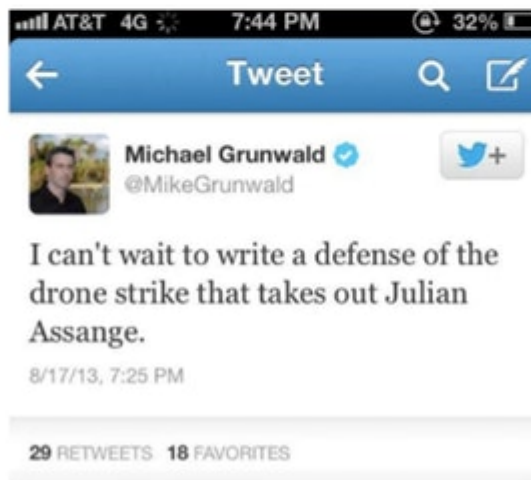 AT&T 4G 7:44 PM 32%
Tweet
Michael Grunwald
@MikeGrunwald
I can't wait to write a defense of the
drone strike that takes out Julian
Assange.
8/17/13, 7:25 PM
29 RETWEETS 18 FAVORITES